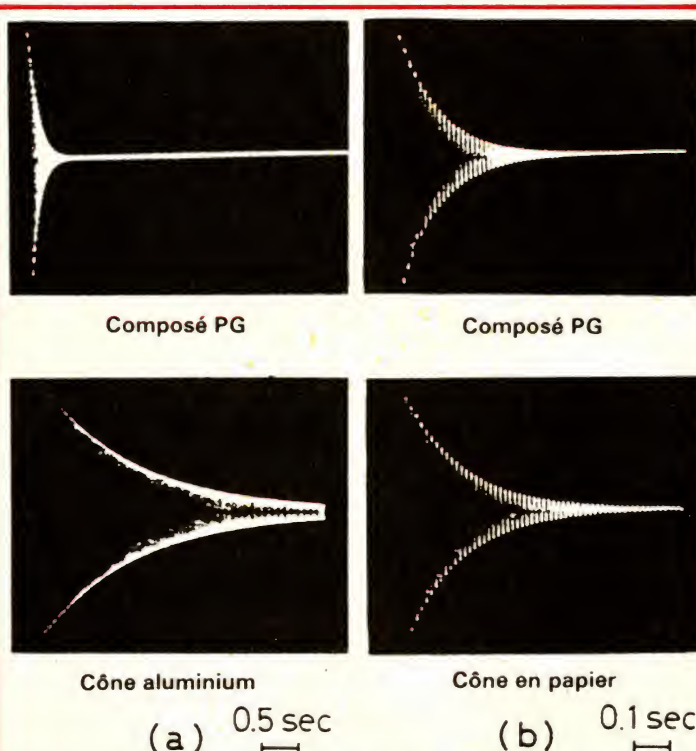 Composé PG
Composé PG
Cône aluminium
Cône en papier
(a) 0.5 sec
(b) 0.1 sec